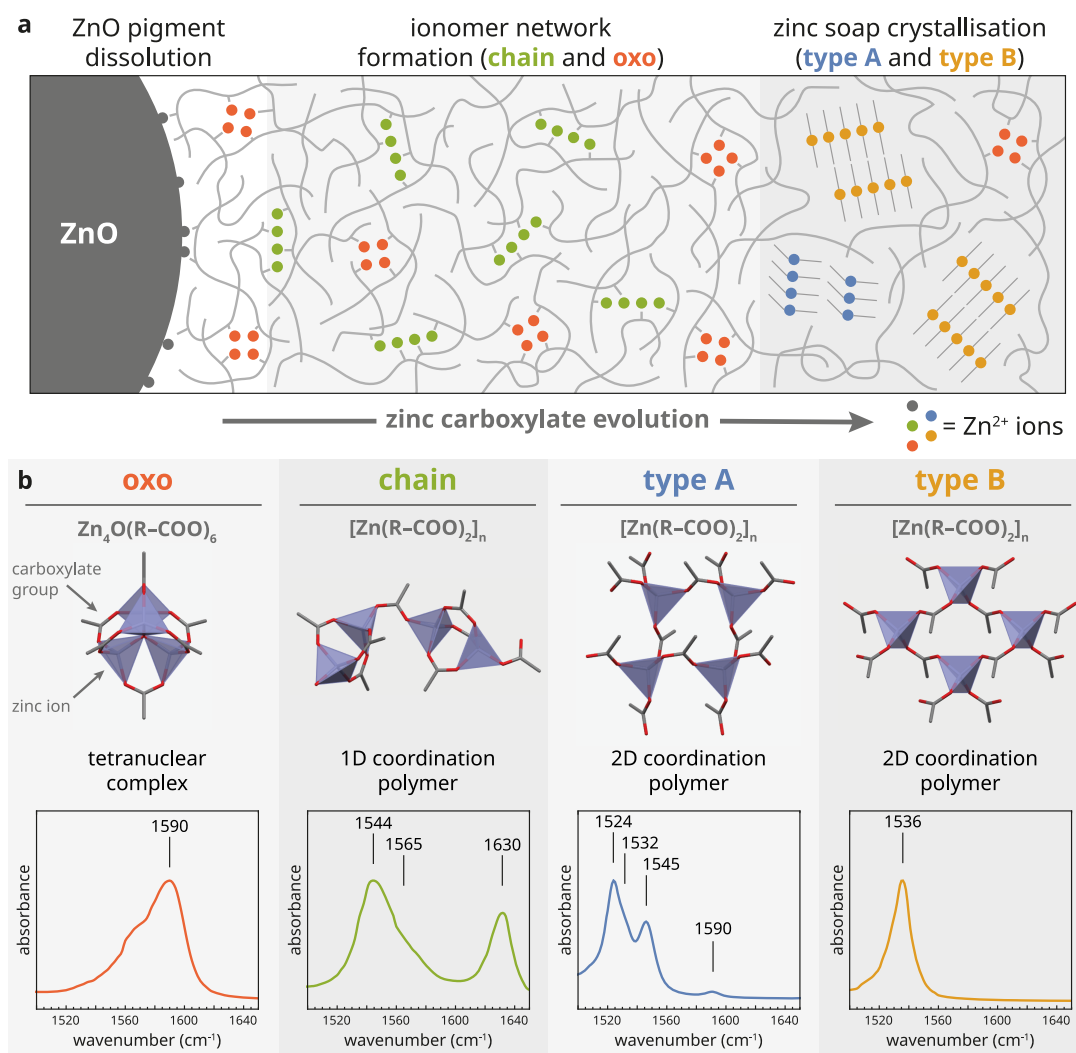 a
ZnO pigment
dissolution
ionomer network
formation (chain and oxo)
zinc soap crystallisation
(type A and type B)
ZnO
zinc carboxylate evolution
= Zn²⁺ ions
b
oxo
Zn₄O(R–COO)₆
carboxylate
group
zinc ion
tetranuclear
complex
1590
absorbance
1520 1560 1600 1640
wavenumber (cm⁻¹)
chain
[Zn(R–COO)₂]ₙ
1D coordination
polymer
1544
1565
1630
absorbance
1520 1560 1600 1640
wavenumber (cm⁻¹)
type A
[Zn(R–COO)₂]ₙ
2D coordination
polymer
1524
1532
1545
1590
absorbance
1520 1560 1600 1640
wavenumber (cm⁻¹)
type B
[Zn(R–COO)₂]ₙ
2D coordination
polymer
1536
absorbance
1520 1560 1600 1640
wavenumber (cm⁻¹)